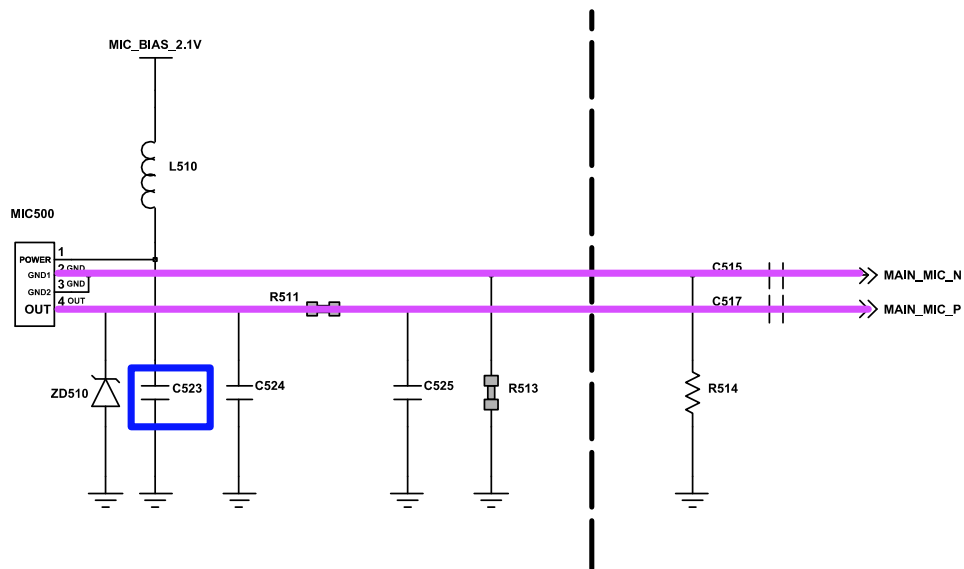 MIC_BIAS_2.1V
L510
MIC500
POWER 1
GND1 2 GND
GND2 3 GND
OUT 4 OUT
R511
C515
MAIN_MIC_N
C517
MAIN_MIC_P
ZD510
C523
C524
C525
R513
R514